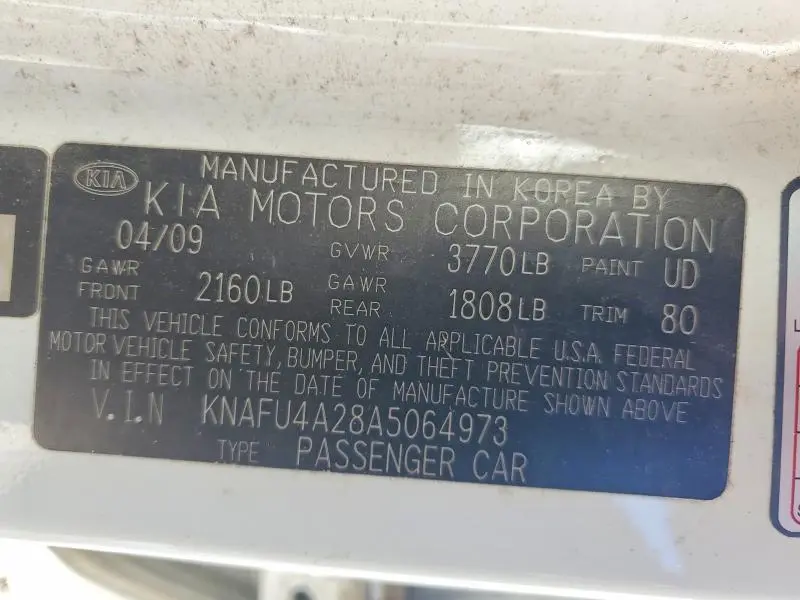 KIA MANUFACTURED IN KOREA BY
KIA MOTORS CORPORATION
04/09 GVWR 3770LB PAINT UD
GAWR FRONT 2160LB GAWR REAR 1808LB TRIM 80
THIS VEHICLE CONFORMS TO ALL APPLICABLE U.S.A. FEDERAL
MOTOR VEHICLE SAFETY, BUMPER, AND THEFT PREVENTION STANDARDS
IN EFFECT ON THE DATE OF MANUFACTURE SHOWN ABOVE
V.I.N KNAFU4A28A5064973
TYPE PASSENGER CAR